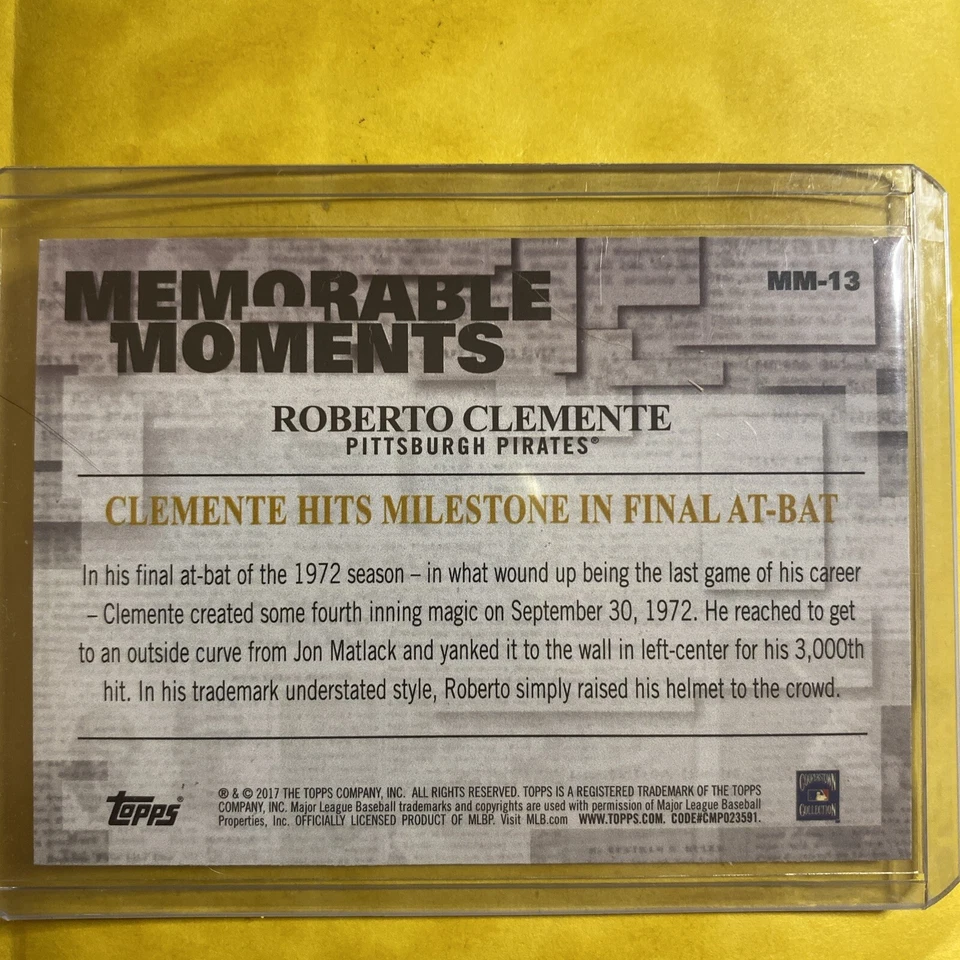 MEMORABLE
MOMENTS
MM-13
ROBERTO CLEMENTE
PITTSBURGH PIRATES®
CLEMENTE HITS MILESTONE IN FINAL AT-BAT
In his final at-bat of the 1972 season – in what wound up being the last game of his career
– Clemente created some fourth inning magic on September 30, 1972. He reached to get
to an outside curve from Jon Matlack and yanked it to the wall in left-center for his 3,000th
hit. In his trademark understated style, Roberto simply raised his helmet to the crowd.
Topps®
® & © 2017 THE TOPPS COMPANY, INC. ALL RIGHTS RESERVED. TOPPS IS A REGISTERED TRADEMARK OF THE TOPPS
COMPANY, INC. Major League Baseball trademarks and copyrights are used with permission of Major League Baseball
Properties, Inc. OFFICIALLY LICENSED PRODUCT OF MLBP. Visit MLB.com WWW.TOPPS.COM. CODE#CMP023591.
COOPERSTOWN
COLLECTION